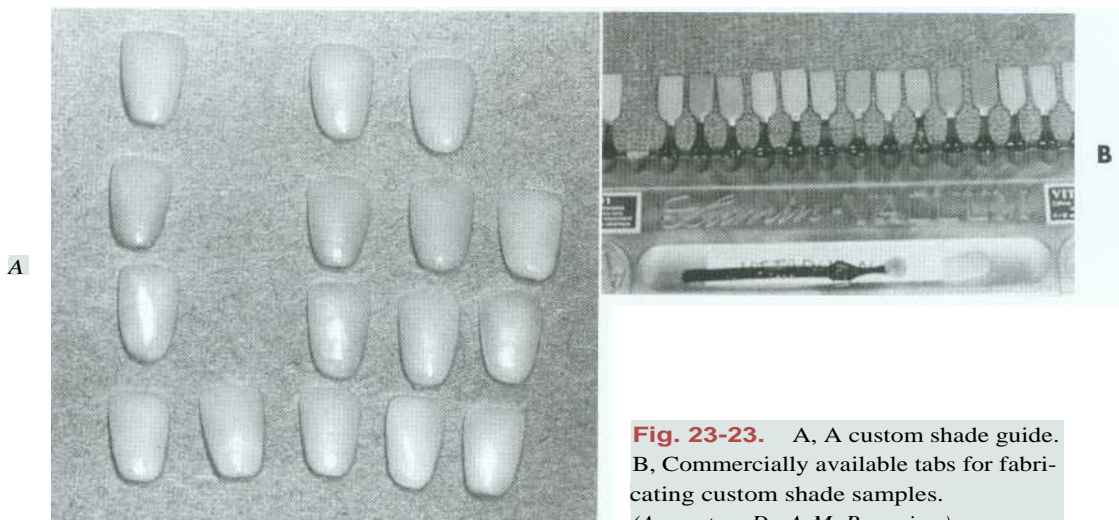 A
B
Fig. 23-23. A, A custom shade guide.
B, Commercially available tabs for fabri-
cating custom shade samples.